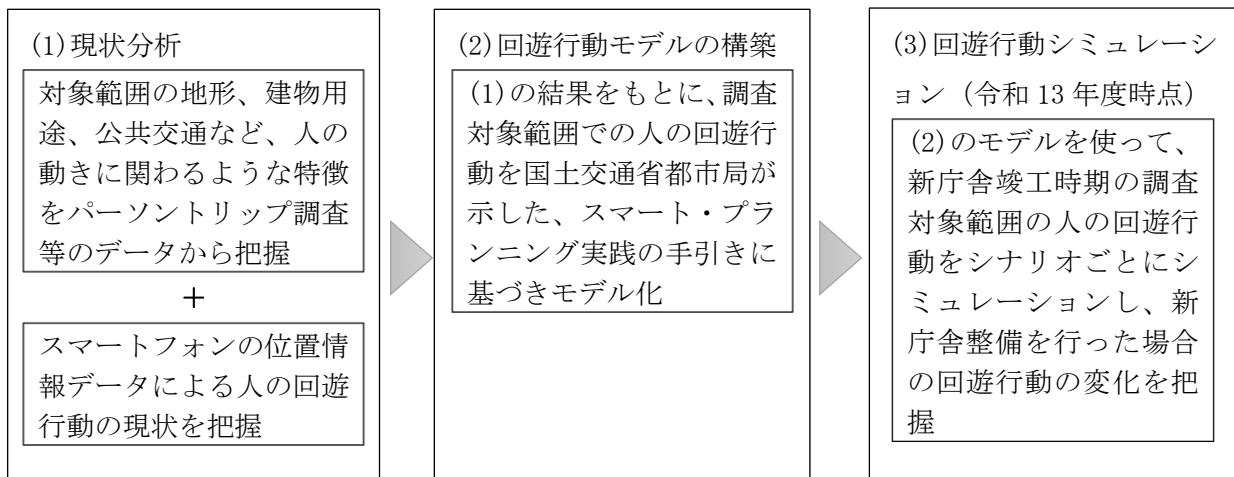 (1)現状分析
対象範囲の地形、建物用
途、公共交通など、人の
動きに関わるような特徴
をパーソントリップ調査
等のデータから把握
+
スマートフォンの位置情
報データによる人の回遊
行動の現状を把握
(2)回遊行動モデルの構築
(1)の結果をもとに、調査
対象範囲での人の回遊行
動を国土交通省都市局が
示した、スマート・プラ
ンニング実践の手引きに
基づきモデル化
(3)回遊行動シミュレーシ
ョン（令和 13 年度時点）
(2)のモデルを使って、
新庁舎竣工時期の調査
対象範囲の人の回遊行
動をシナリオごとにシ
ミュレーションし、新
庁舎整備を行った場合
の回遊行動の変化を把
握